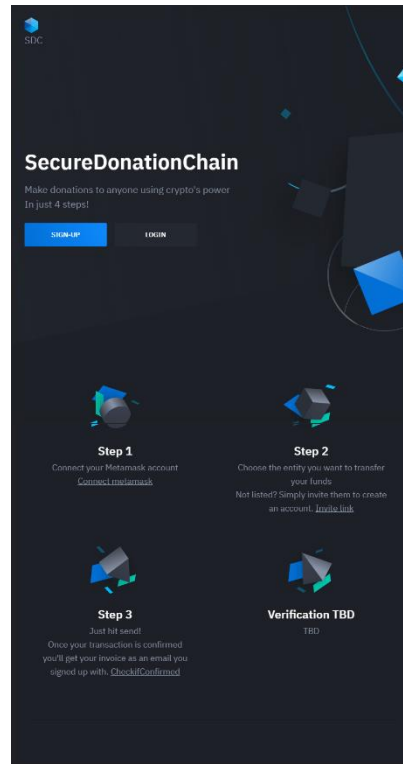 SDC
SecureDonationChain
Make donations to anyone using crypto's power
In just 4 steps!
SIGN-UP
LOGIN
Step 1
Connect your Metamask account
Connect metamask
Step 2
Choose the entity you want to transfer
your funds
Not listed? Simply invite them to create
an account. Invite link
Step 3
Just hit send!
Once your transaction is confirmed
you'll get your invoice as an email you
signed up with. CheckifConfirmed
Verification TBD
TBD